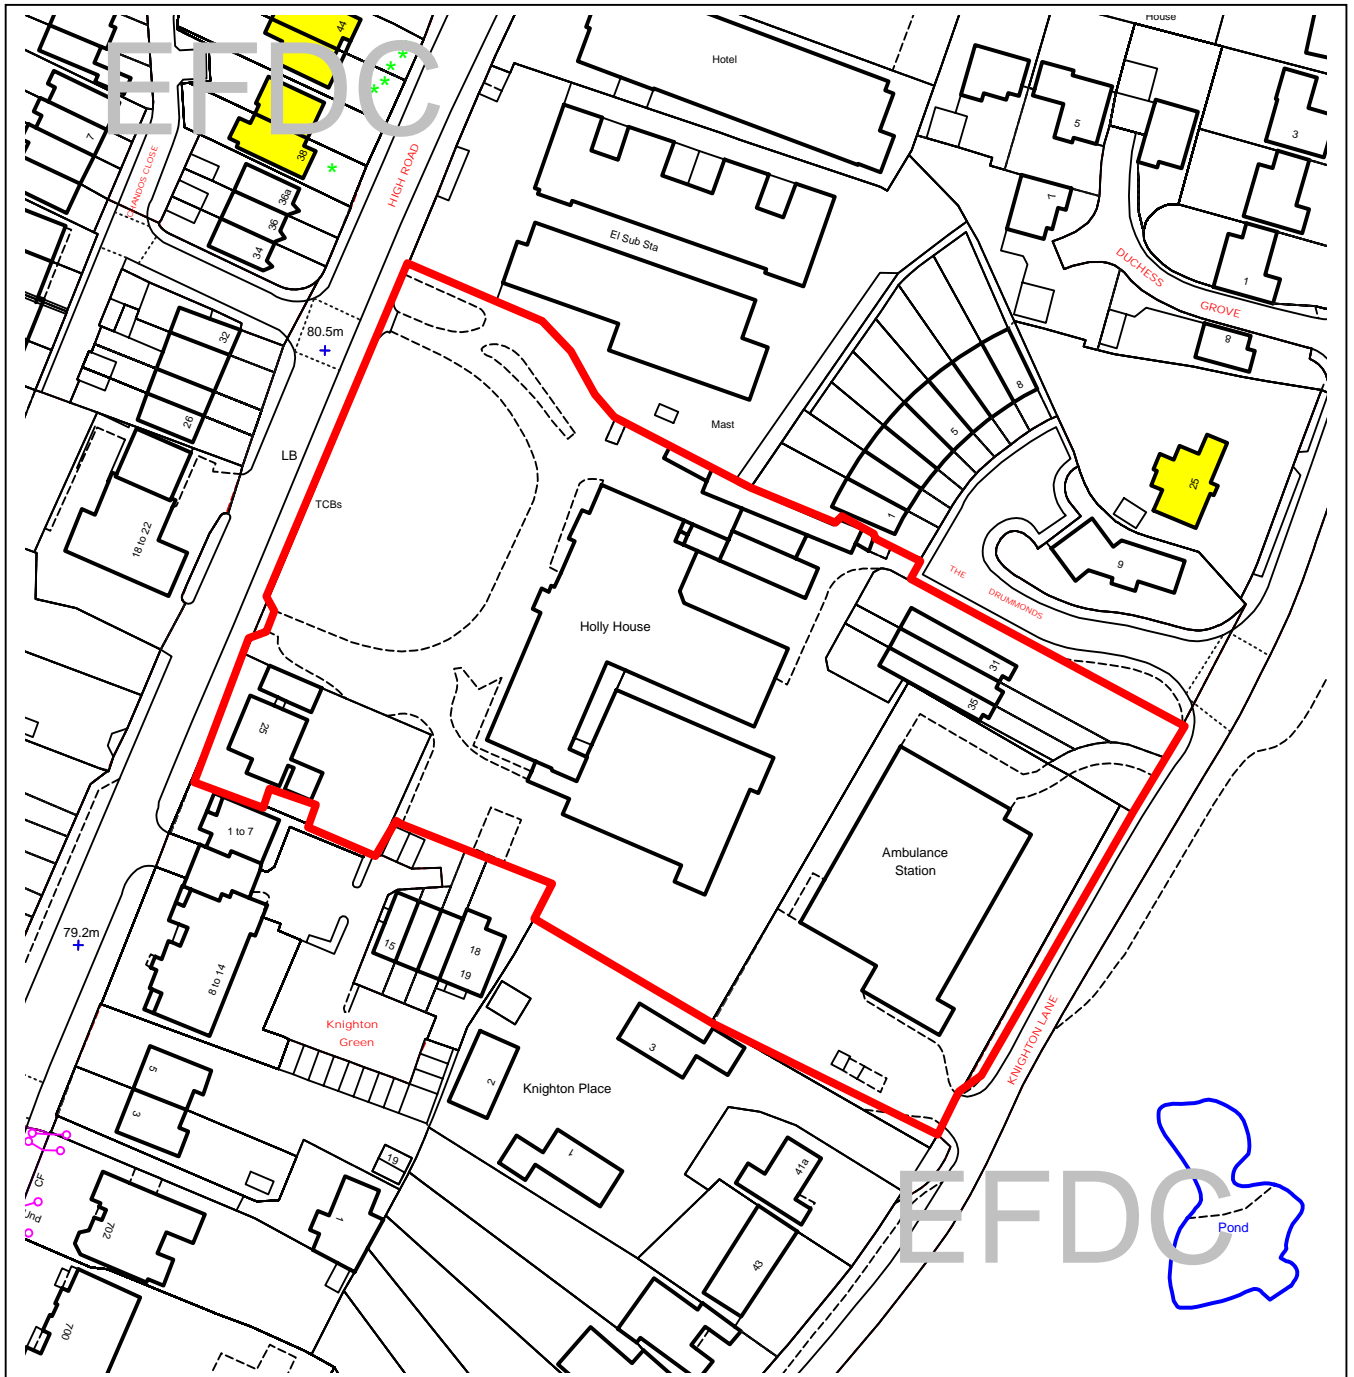 House
44
Hotel
EFDC
7
5
3
38
CHANDOS CLOSE
HIGH ROAD
36a
36
34
7
El Sub Sta
DUCHESS
GROVE
1
80.5m
32
8
8
26
Mast
5
LB
25
TCBs
1
18 to 22
9
THE
DRUMMONDS
Holly House
31
35
25
1 to 7
Ambulance
Station
79.2m
15
18
19
8 to 14
Knighton
Green
KNIGHTON LANE
3
5
2
Knighton Place
3
1
19
41a
CF
Und
1
EFDC
Pond
702
43
700